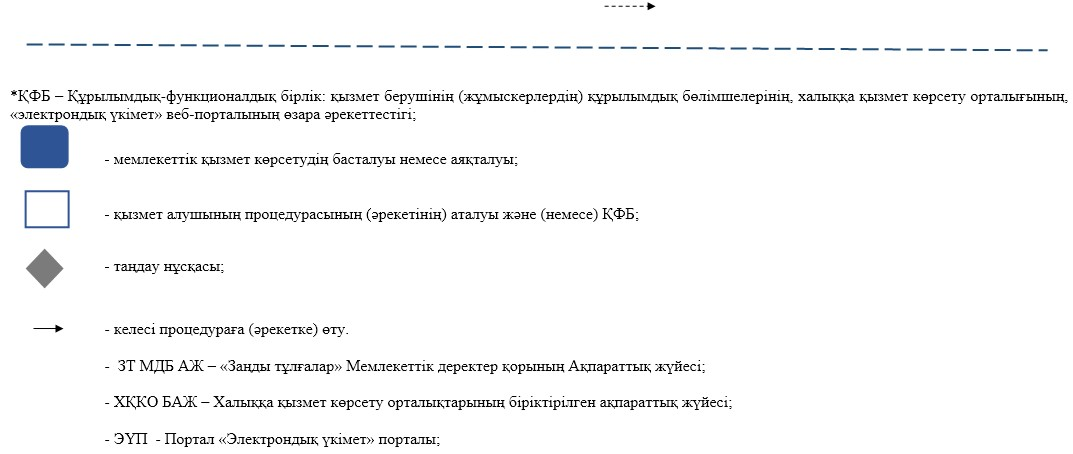 *ҚФБ – Құрылымдық-функционалдық бірлік: қызмет берушінің (жұмыскерлердің) құрылымдық бөлімшелерінің, халыққа қызмет көрсету орталығының,
«электрондық үкімет» веб-порталының өзара әрекеттестігі;
- мемлекеттік қызмет көрсетудің басталуы немесе аяқталуы;
- қызмет алушының процедурасының (әрекетінің) аталуы және (немесе) ҚФБ;
- таңдау нұсқасы;
- келесі процедураға (әрекетке) өту.
- ЗТ МДБ АЖ – «Заңды тұлғалар» Мемлекеттік деректер қорының Ақпараттық жүйесі;
- ХҚКО БАЖ – Халыққа қызмет көрсету орталықтарының біріктірілген ақпараттық жүйесі;
- ЭҮП - Портал «Электрондық үкімет» порталы;